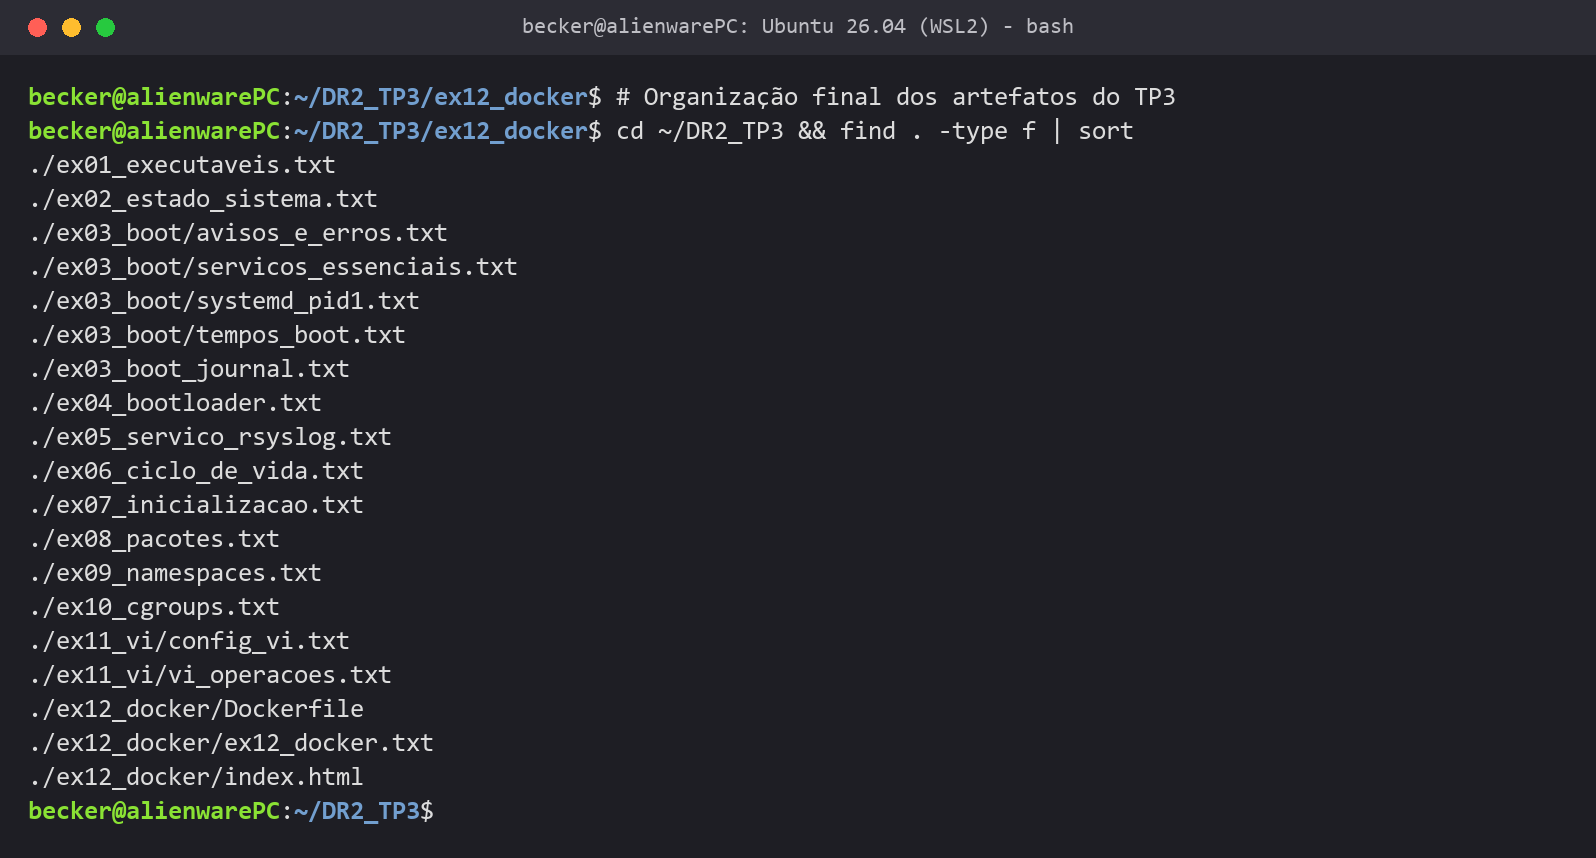 becker@alienwarePC: Ubuntu 26.04 (WSL2) - bash
becker@alienwarePC:~/DR2_TP3/ex12_docker$ # Organização final dos artefatos do TP3
becker@alienwarePC:~/DR2_TP3/ex12_docker$ cd ~/DR2_TP3 && find . -type f | sort
./ex01_executaveis.txt
./ex02_estado_sistema.txt
./ex03_boot/avisos_e_erros.txt
./ex03_boot/servicos_essenciais.txt
./ex03_boot/systemd_pid1.txt
./ex03_boot/tempos_boot.txt
./ex03_boot_journal.txt
./ex04_bootloader.txt
./ex05_servico_rsyslog.txt
./ex06_ciclo_de_vida.txt
./ex07_inicializacao.txt
./ex08_pacotes.txt
./ex09_namespaces.txt
./ex10_cgroups.txt
./ex11_vi/config_vi.txt
./ex11_vi/vi_operacoes.txt
./ex12_docker/Dockerfile
./ex12_docker/ex12_docker.txt
./ex12_docker/index.html
becker@alienwarePC:~/DR2_TP3$